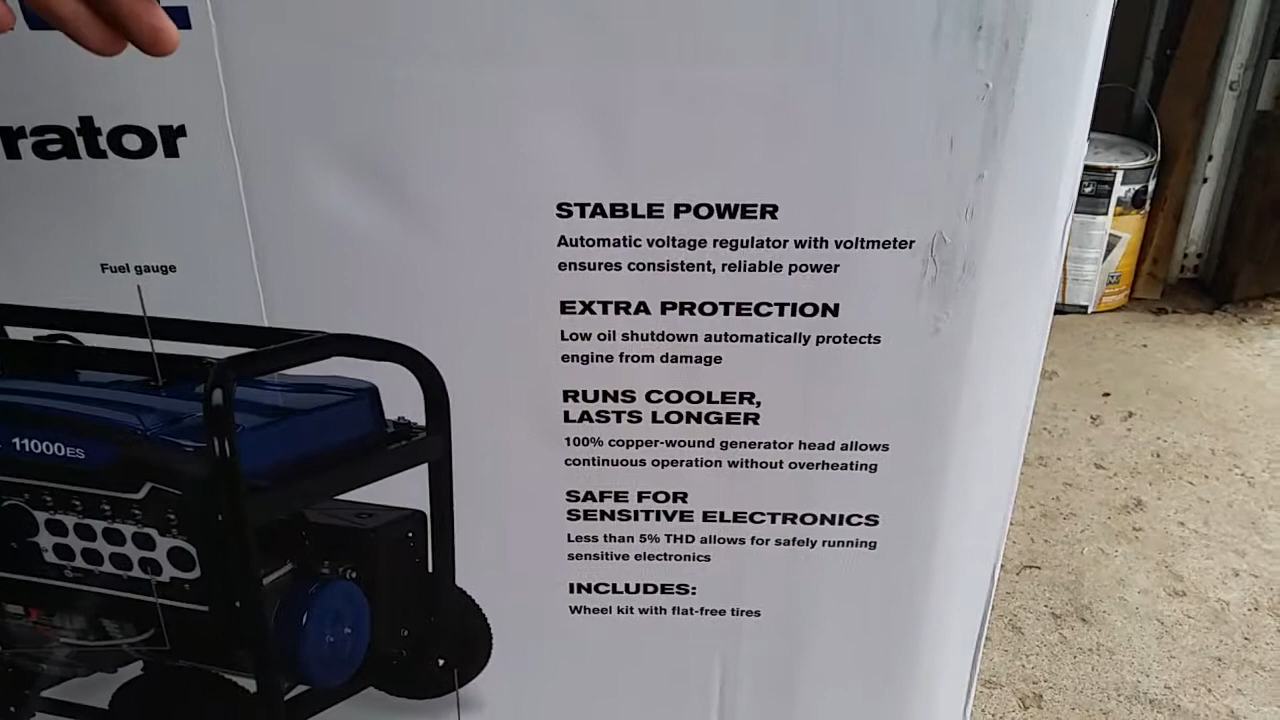 rator
Fuel gauge
11000ES
STABLE POWER
Automatic voltage regulator with voltmeter
ensures consistent, reliable power
EXTRA PROTECTION
Low oil shutdown automatically protects
engine from damage
RUNS COOLER,
LASTS LONGER
100% copper-wound generator head allows
continuous operation without overheating
SAFE FOR
SENSITIVE ELECTRONICS
Less than 5% THD allows for safely running
sensitive electronics
INCLUDES:
Wheel kit with flat-free tires